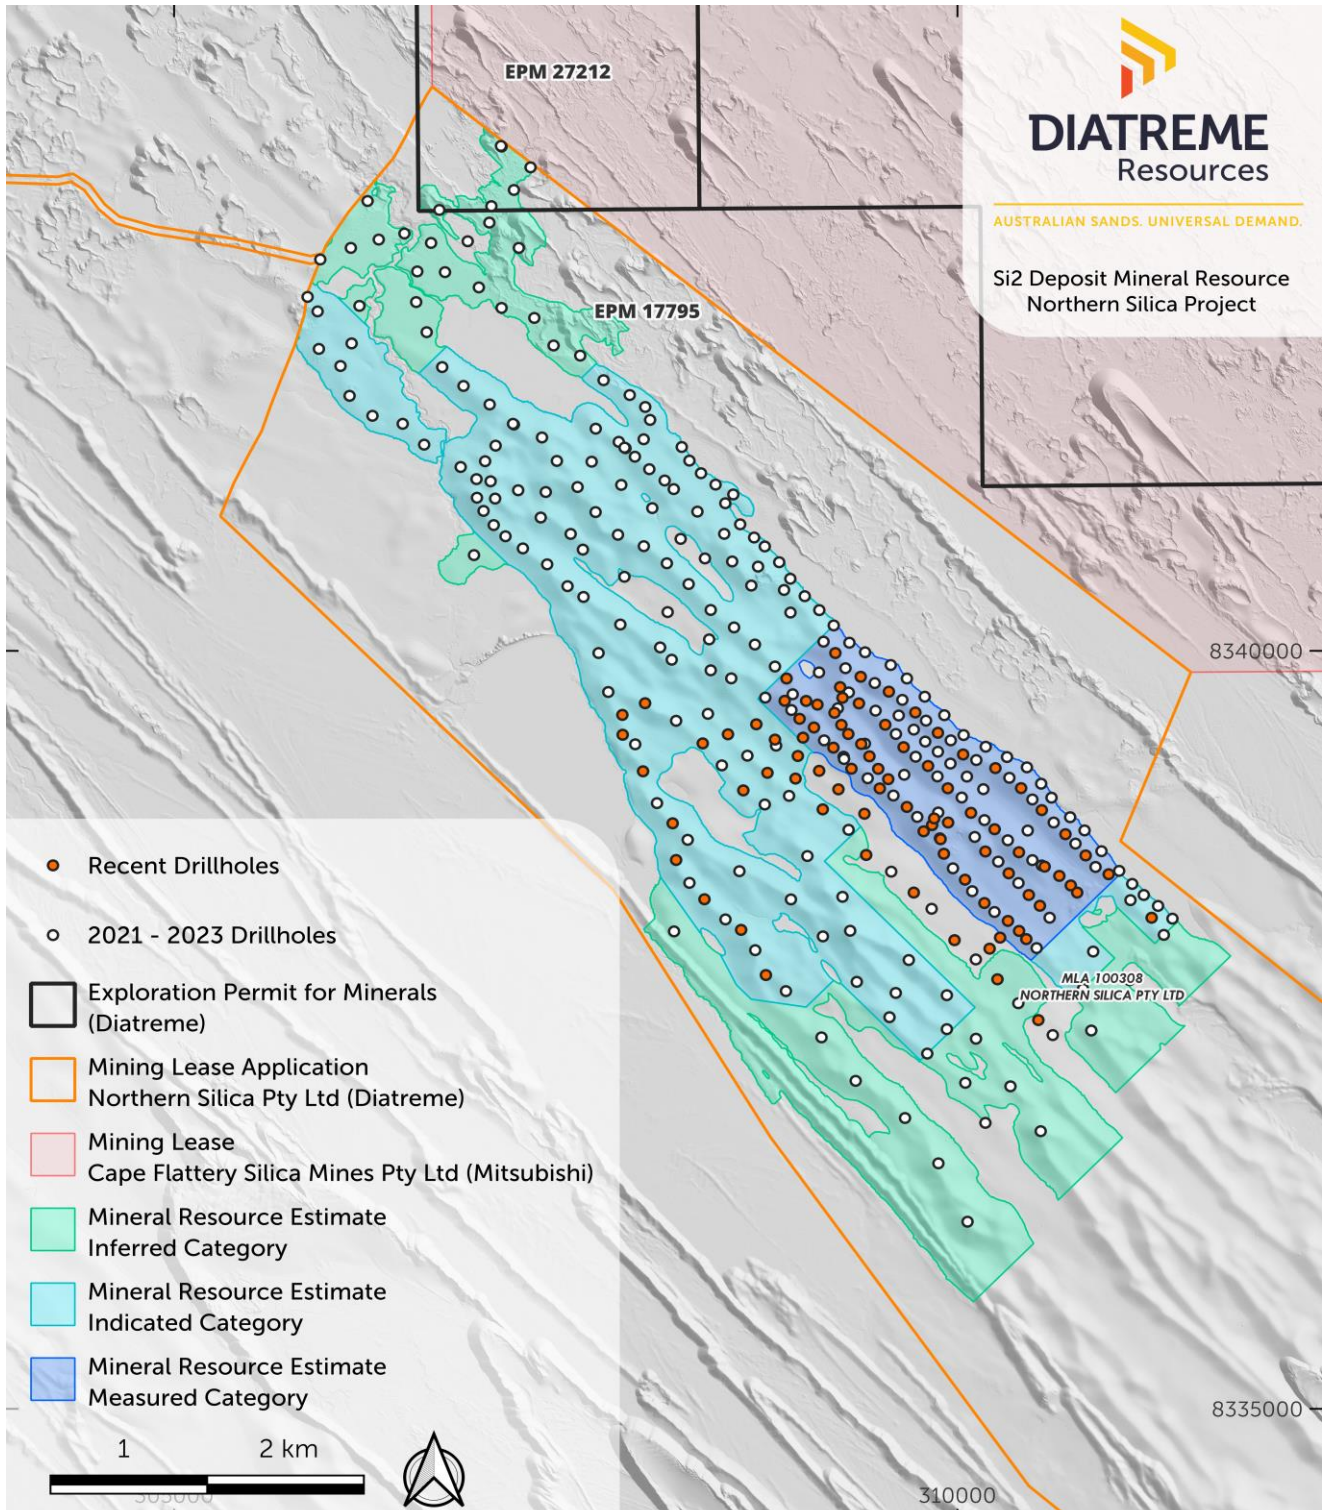 EPM 27212
DIATREME
Resources
AUSTRALIAN SANDS. UNIVERSAL DEMAND.
Si2 Deposit Mineral Resource
Northern Silica Project
EPM 17795
8340000
MLA 100308
NORTHERN SILICA PTY LTD
Recent Drillholes
2021 - 2023 Drillholes
Exploration Permit for Minerals
(Diatreme)
Mining Lease Application
Northern Silica Pty Ltd (Diatreme)
Mining Lease
Cape Flattery Silica Mines Pty Ltd (Mitsubishi)
Mineral Resource Estimate
Inferred Category
Mineral Resource Estimate
Indicated Category
Mineral Resource Estimate
Measured Category
8335000
1 2 km
305000
310000